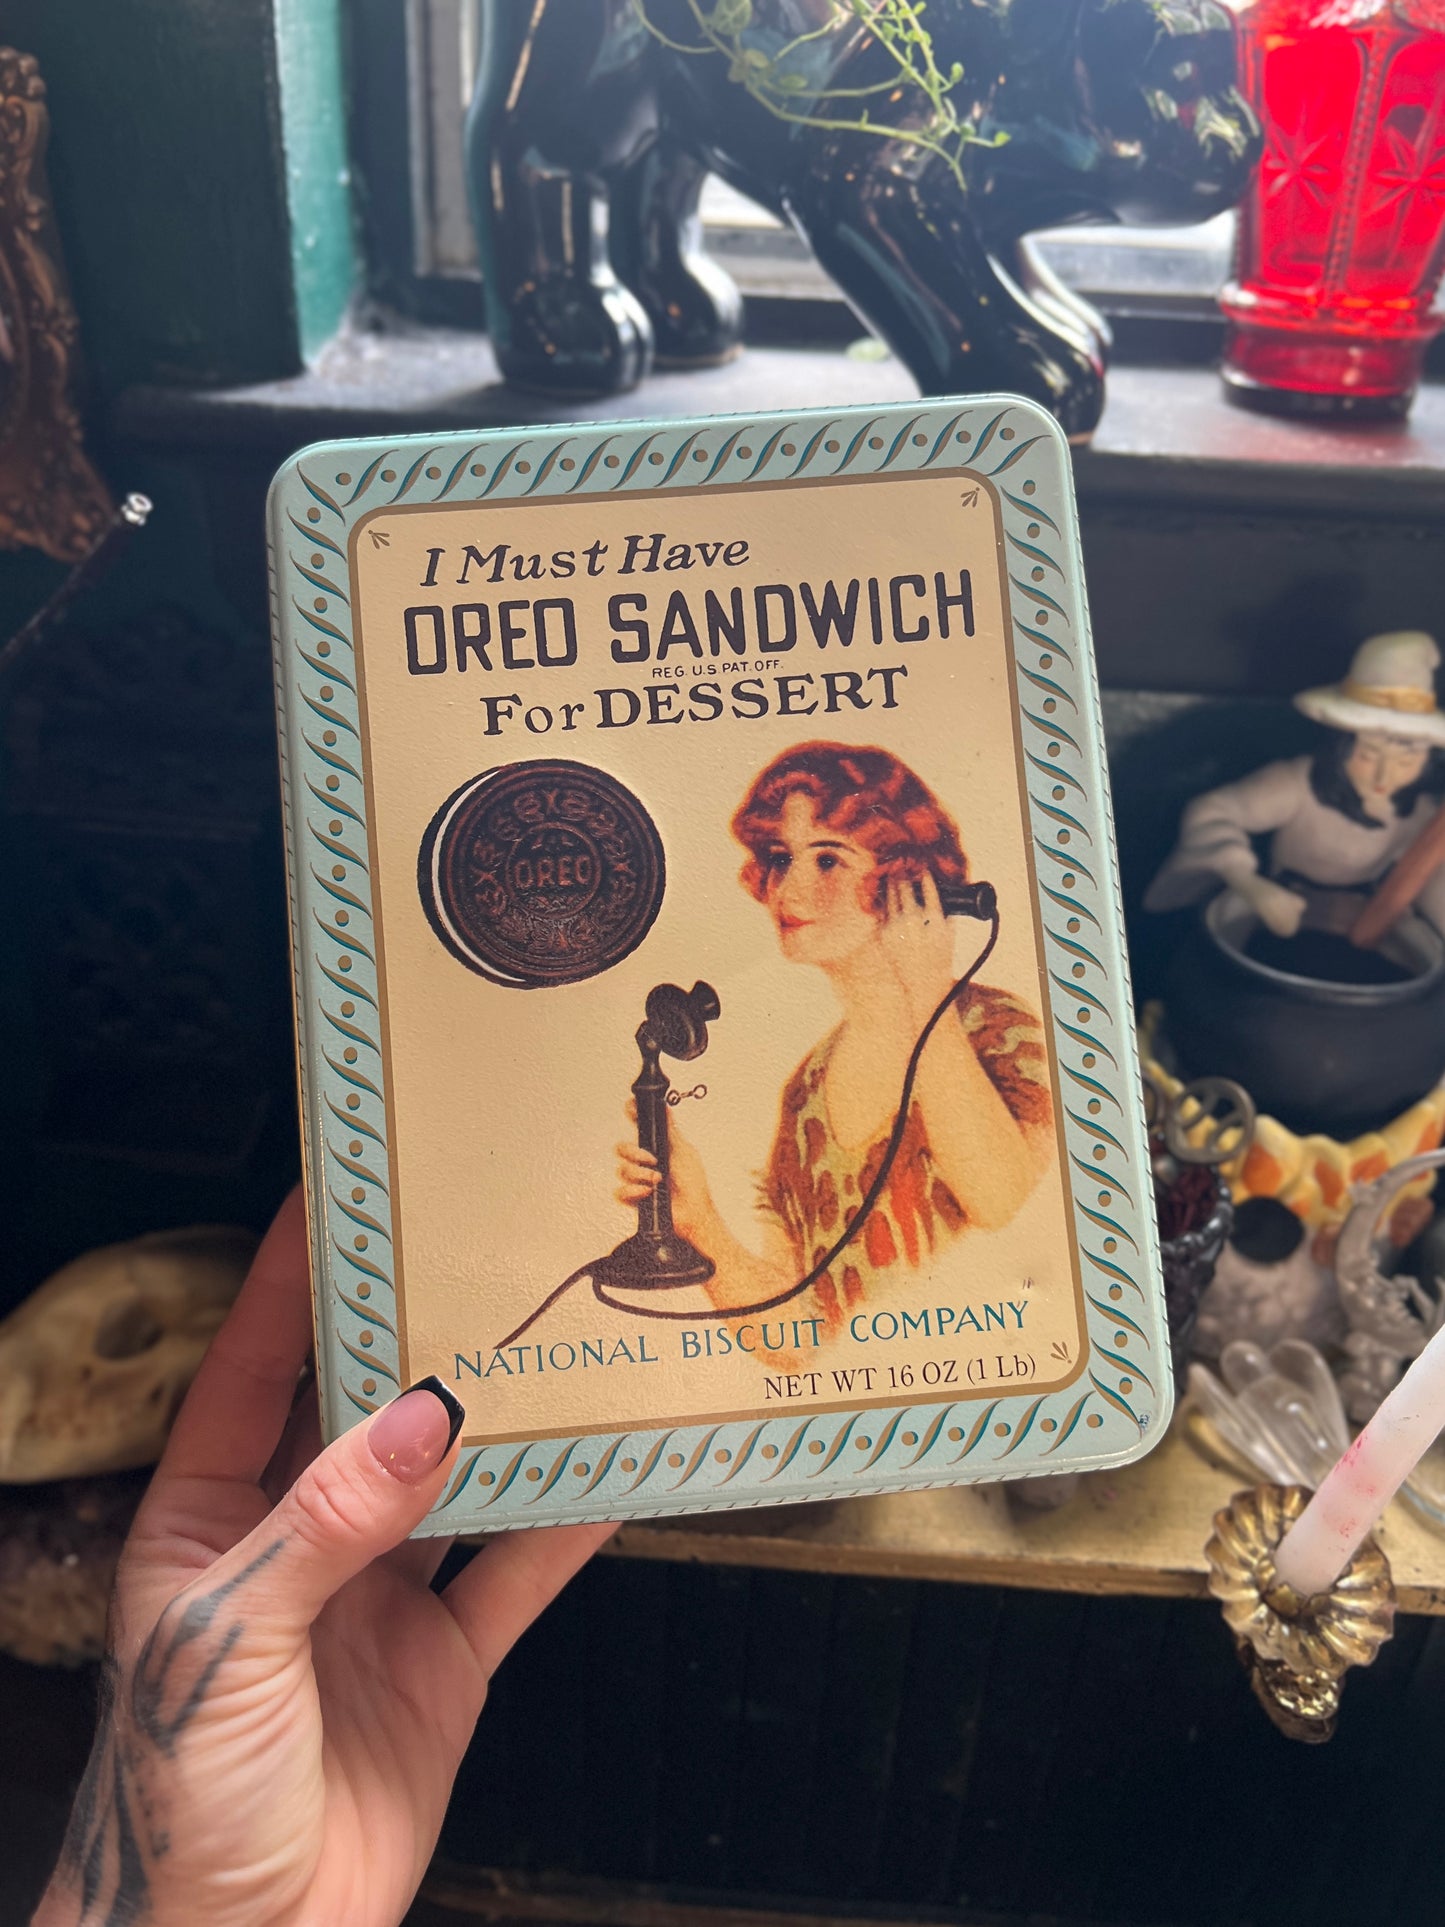 I Must Have
OREO SANDWICH
REG. U.S. PAT. OFF.
For DESSERT
OREO
NATIONAL BISCUIT COMPANY
NET WT 16 OZ (1 Lb)